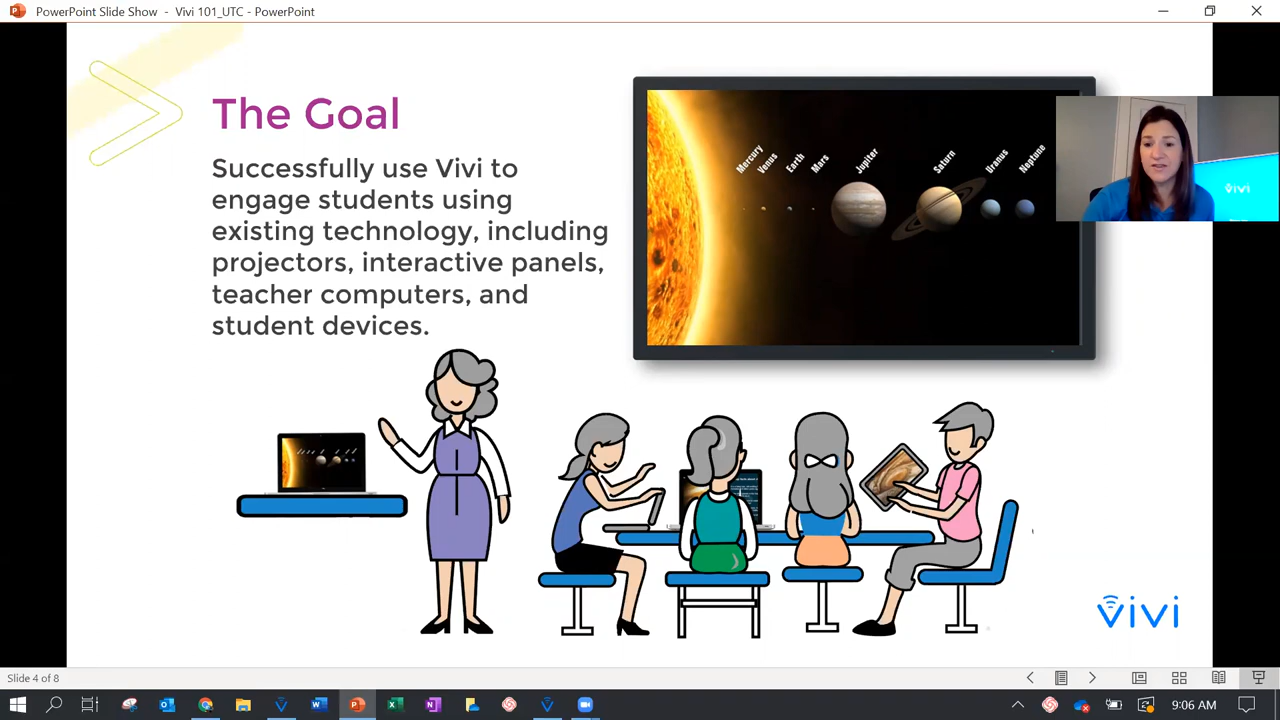 PowerPoint Slide Show - Vivi 101_UTC - PowerPoint
The Goal
Successfully use Vivi to
engage students using
existing technology, including
projectors, interactive panels,
teacher computers, and
student devices.
Mercury
Venus
Earth
Mars
Jupiter
Saturn
Uranus
Neptune
vivi
vivi
Slide 4 of 8
9:06 AM